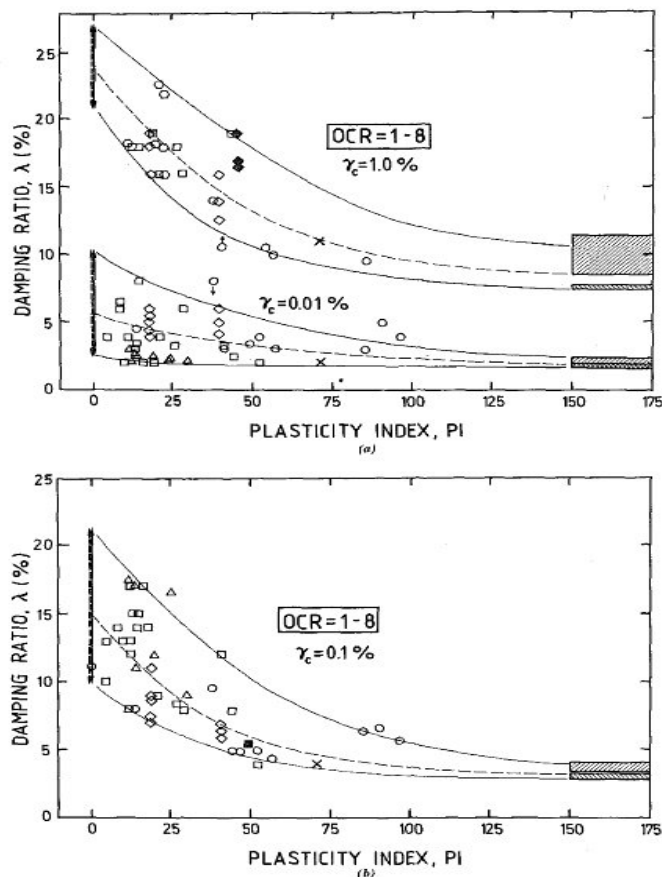 25
20
15
10
5
0
DAMPING RATIO, λ (%)
OCR = 1 - 8
γc = 1.0 %
γc = 0.01 %
0 25 50 75 100 125 150 175
PLASTICITY INDEX, PI
(a)
25
20
15
10
5
0
DAMPING RATIO, λ (%)
OCR = 1 - 8
γc = 0.1 %
0 25 50 75 100 125 150 175
PLASTICITY INDEX, PI
(b)